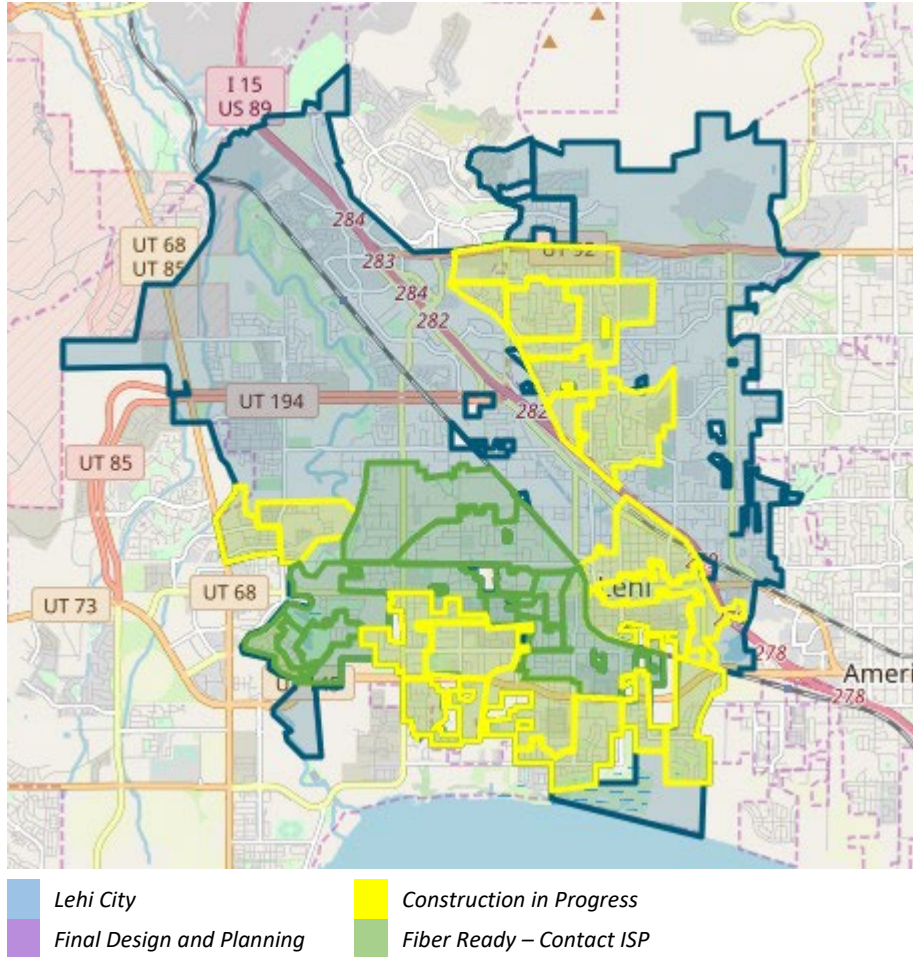 I 15
US 89
284
UT 68
UT 85
283
UT 92
284
282
UT 194
282
UT 85
UT 68
Lehi
UT 73
278
Ameri
278
Lehi City
Construction in Progress
Final Design and Planning
Fiber Ready – Contact ISP